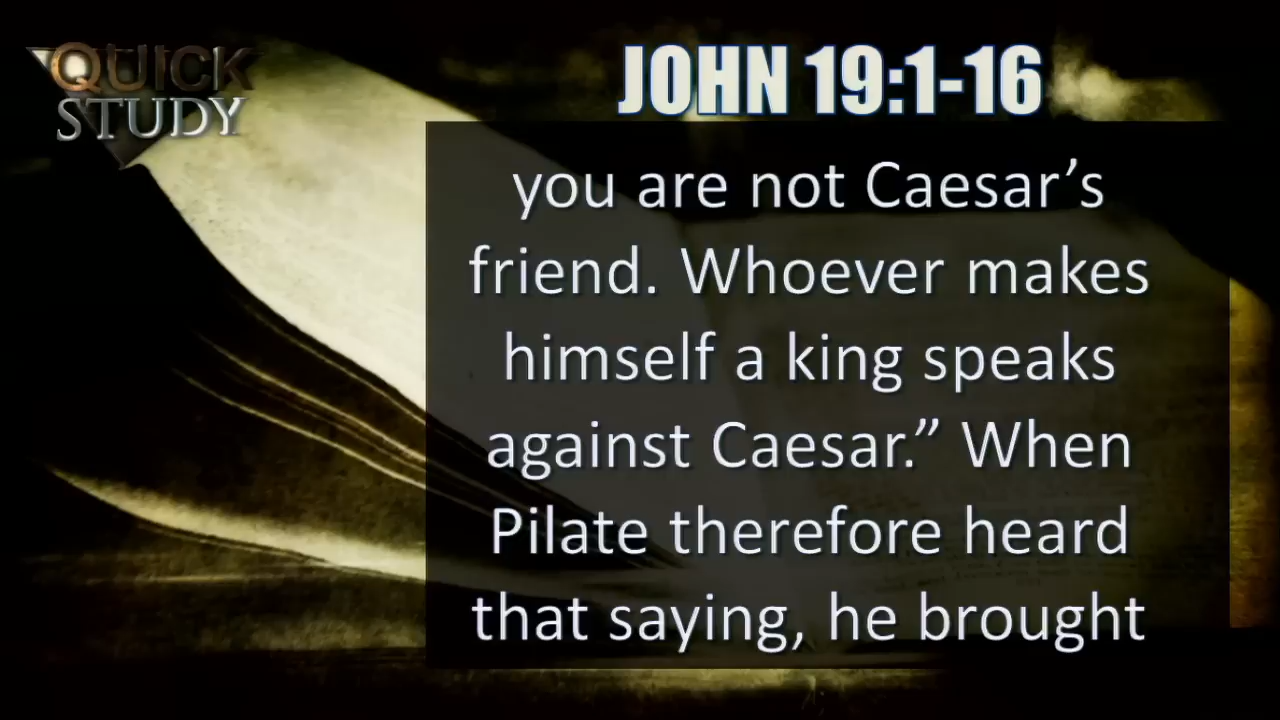 QUICK
STUDY
JOHN 19:1-16
you are not Caesar’s
friend. Whoever makes
himself a king speaks
against Caesar.” When
Pilate therefore heard
that saying, he brought